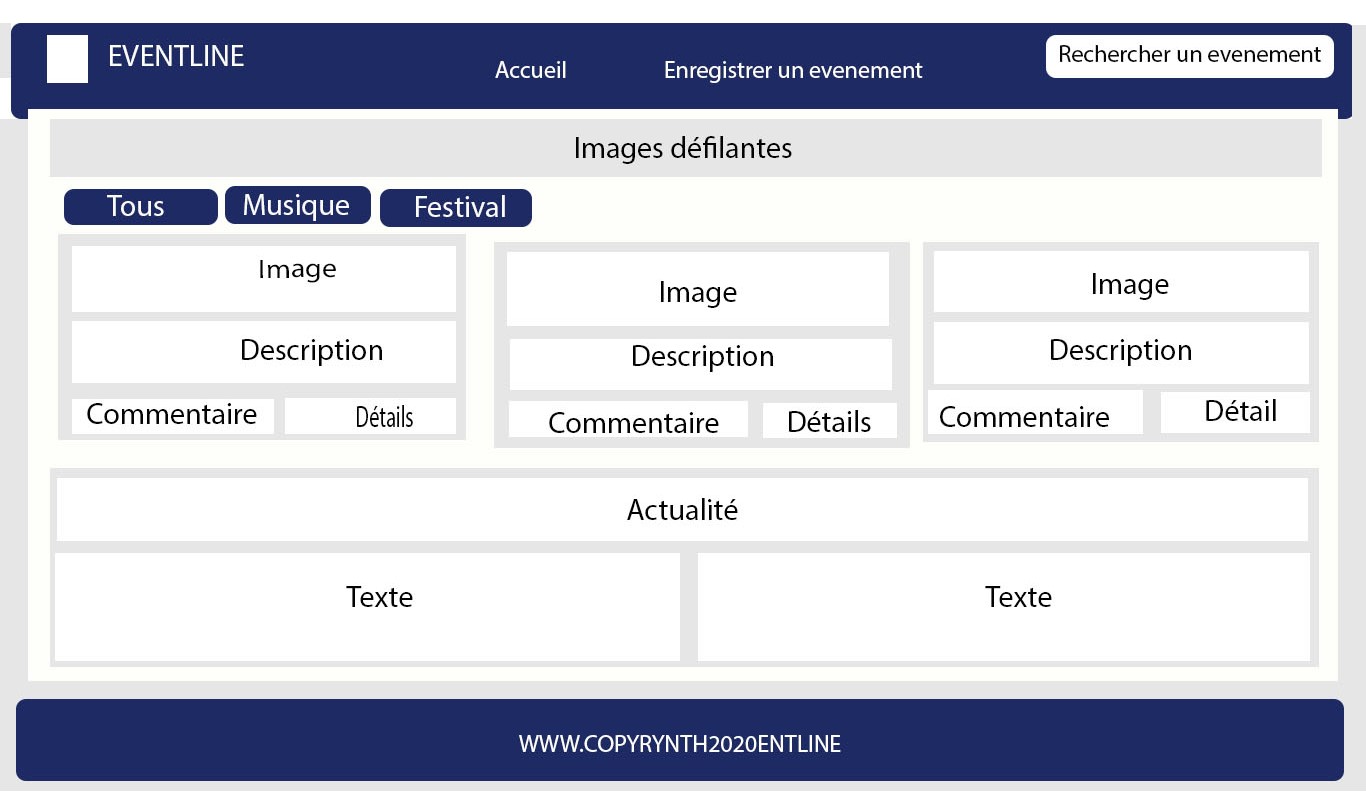 EVENTLINE
Accueil
Enregistrer un evenement
Rechercher un evenement
Images défilantes
Tous
Musique
Festival
Image
Image
Image
Description
Description
Description
Commentaire
Détails
Commentaire
Détails
Commentaire
Détail
Actualité
Texte
Texte
WWW.COPYRYNTH2020ENTLINE